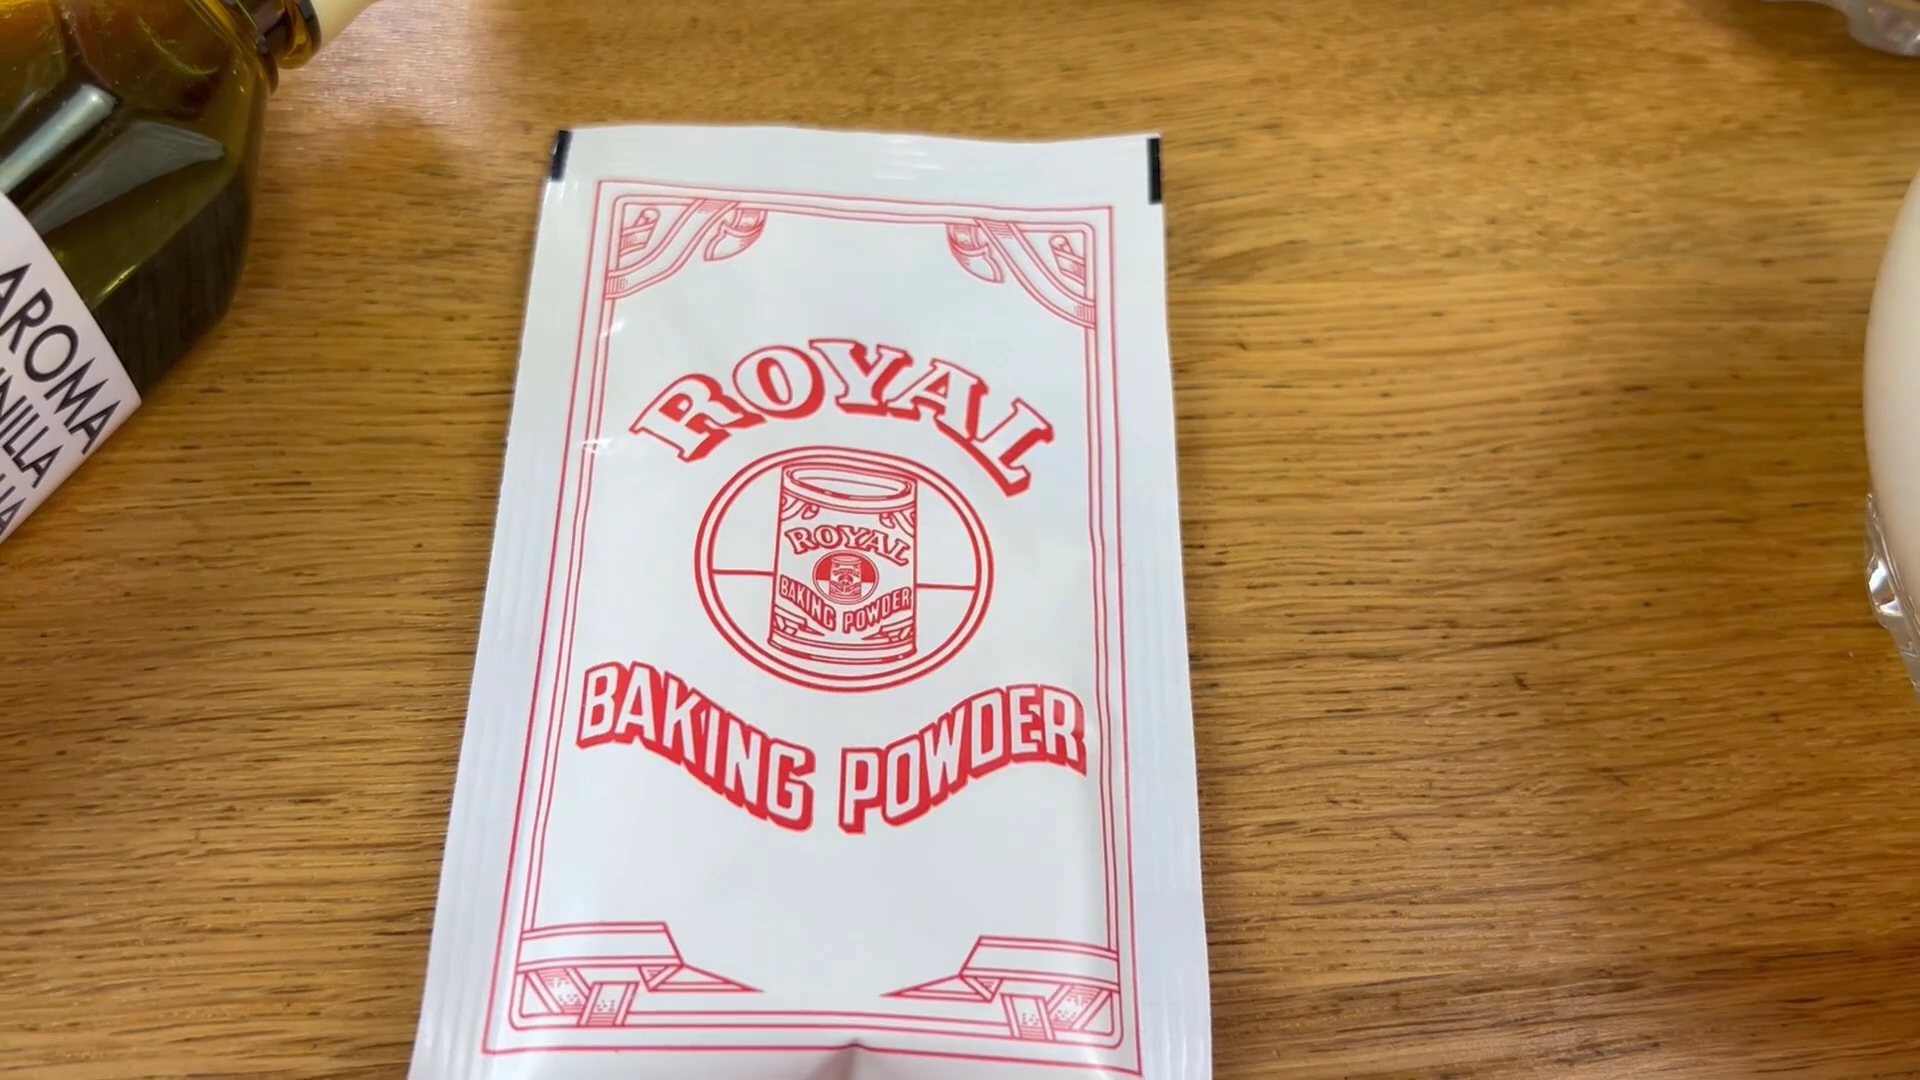 AROMA
ROYAL
ROYAL
BAKING POWDER
BAKING POWDER